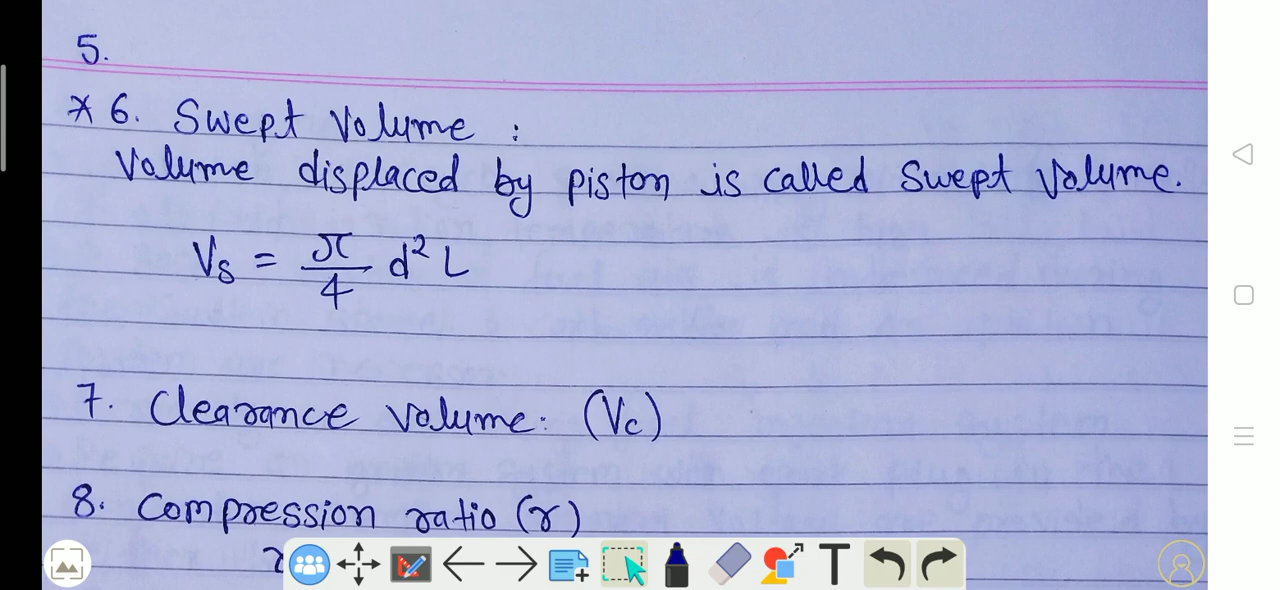 5.
* 6. Swept Volume :
Volume displaced by piston is called Swept Volume.
Vs = π/4 d² L
7. Clearance Volume: (Vc)
8. Compression ratio (r)
T